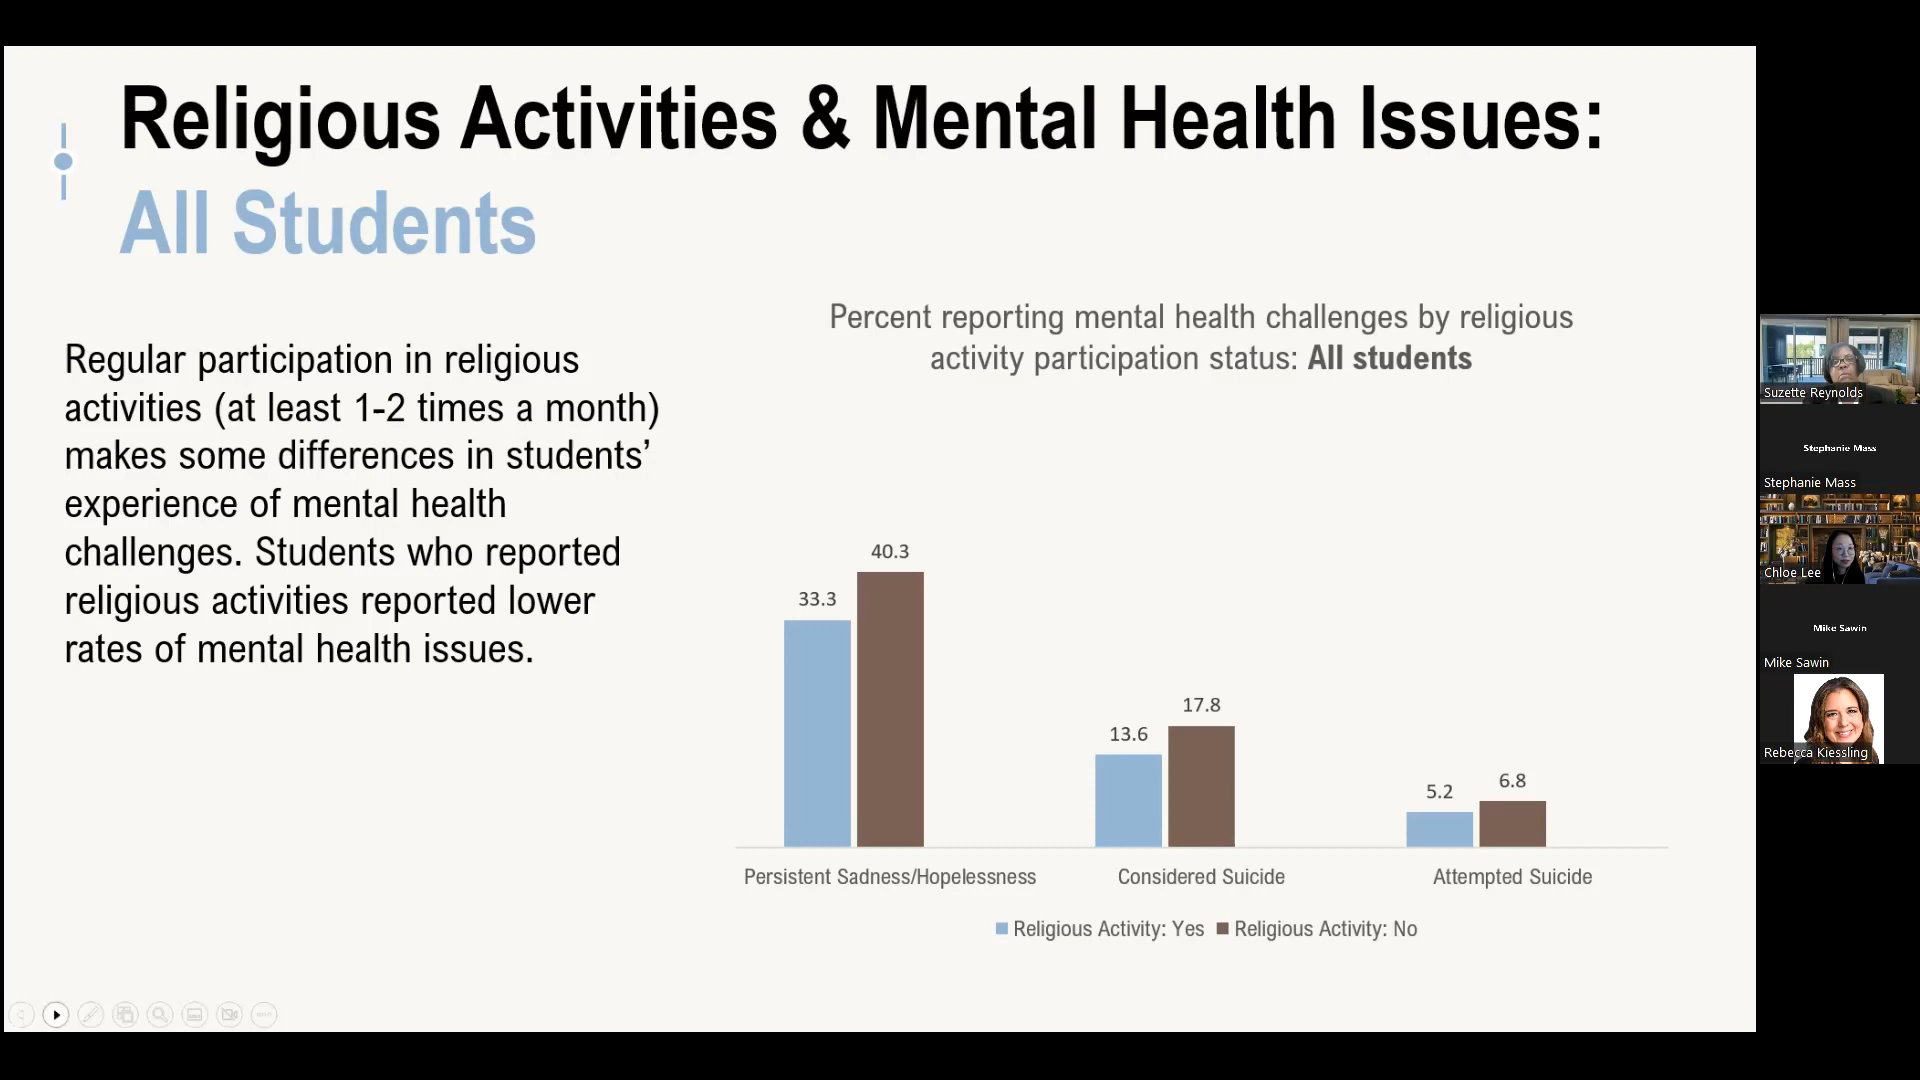 Religious Activities & Mental Health Issues:
All Students
Regular participation in religious
activities (at least 1-2 times a month)
makes some differences in students’
experience of mental health
challenges. Students who reported
religious activities reported lower
rates of mental health issues.
Percent reporting mental health challenges by religious
activity participation status: All students
33.3
40.3
13.6
17.8
5.2
6.8
Persistent Sadness/Hopelessness
Considered Suicide
Attempted Suicide
Religious Activity: Yes
Religious Activity: No
Suzette Reynolds
Stephanie Mass
Stephanie Mass
Chloe Lee
Mike Sawin
Mike Sawin
Rebecca Kiessling